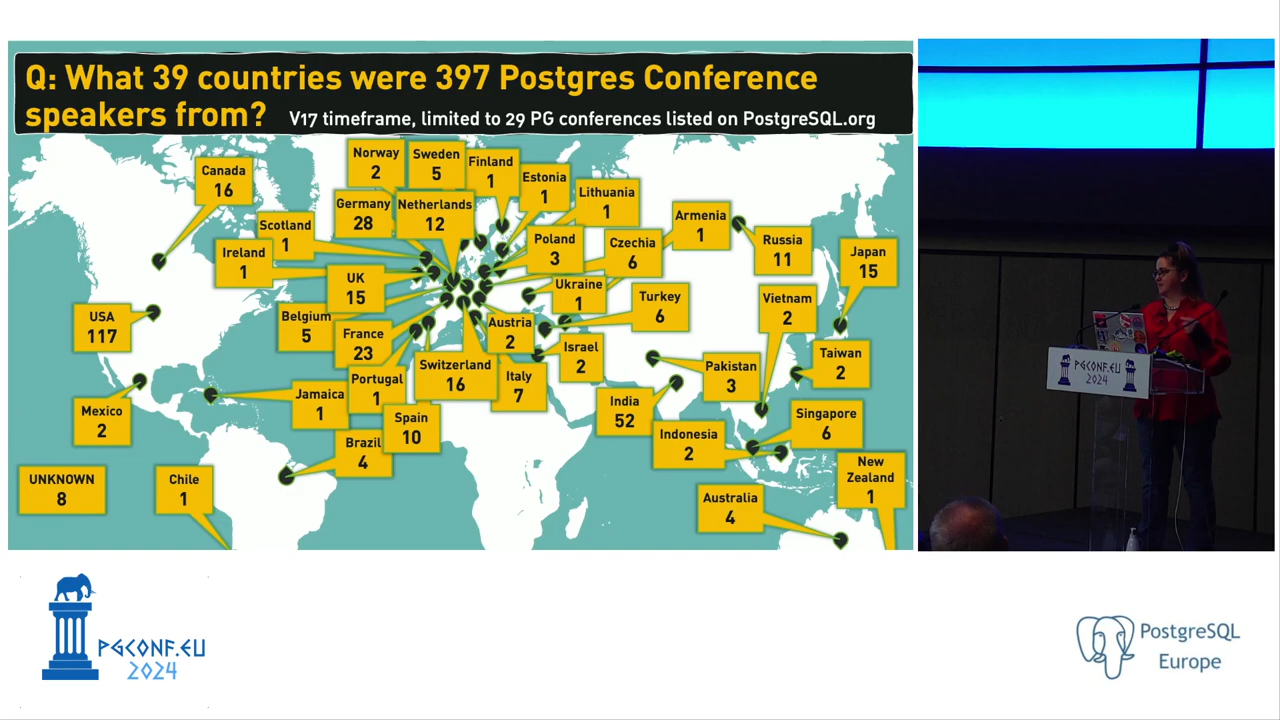 Q: What 39 countries were 397 Postgres Conference
speakers from? V17 timeframe, limited to 29 PG conferences listed on PostgreSQL.org
Canada
16
Norway
2
Sweden
5
Finland
1
Estonia
1
Lithuania
1
Germany
28
Netherlands
12
Scotland
1
Ireland
1
Poland
3
Czechia
6
Armenia
1
Russia
11
Japan
15
UK
15
Ukraine
1
Turkey
6
Vietnam
2
USA
117
Belgium
5
France
23
Austria
2
Israel
2
Taiwan
2
Switzerland
16
Italy
7
Pakistan
3
Portugal
1
Jamaica
1
Spain
10
India
52
Mexico
2
Brazil
4
Indonesia
2
Singapore
6
UNKNOWN
8
Chile
1
Australia
4
New
Zealand
1
PGCONF.EU
2024
PGCONF.EU
2024
PostgreSQL
Europe